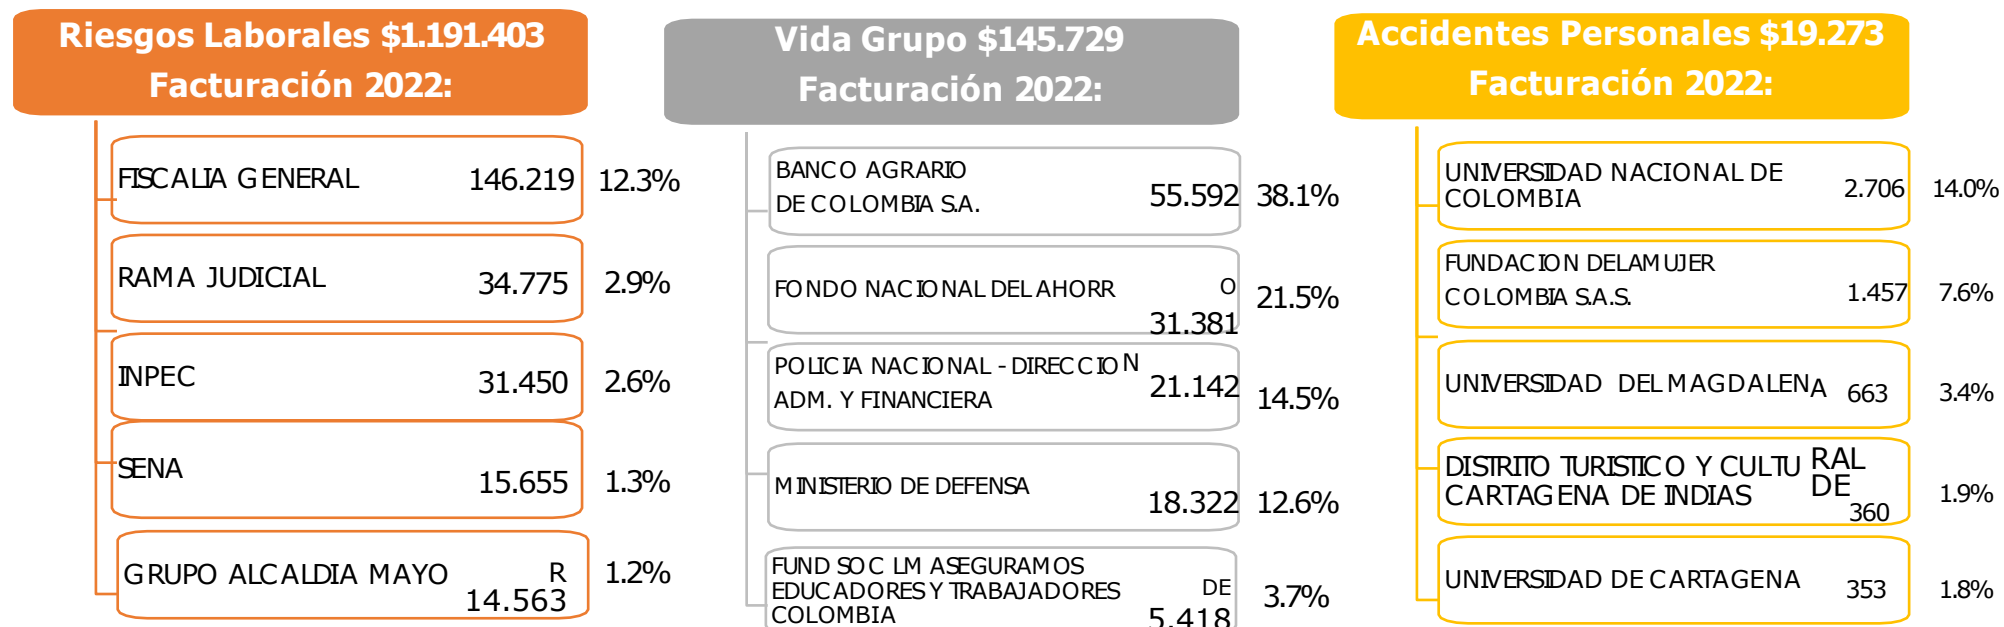 Riesgos Laborales $1.191.403
Facturación 2022:
FISCALIA GENERAL 146.219 12.3%
RAMA JUDICIAL 34.775 2.9%
INPEC 31.450 2.6%
SENA 15.655 1.3%
GRUPO ALCALDIA MAYOR
14.563 1.2%
Vida Grupo $145.729
Facturación 2022:
BANCO AGRARIO
DE COLOMBIA S.A. 55.592 38.1%
FONDO NACIONAL DEL AHORRO
31.381 21.5%
POLICIA NACIONAL - DIRECCION
ADM. Y FINANCIERA 21.142 14.5%
MINISTERIO DE DEFENSA 18.322 12.6%
FUND SOC LM ASEGURAMOS
EDUCADORES Y TRABAJADORES DE
COLOMBIA 5.418 3.7%
Accidentes Personales $19.273
Facturación 2022:
UNIVERSIDAD NACIONAL DE
COLOMBIA 2.706 14.0%
FUNDACION DELAMUJER
COLOMBIA S.A.S. 1.457 7.6%
UNIVERSIDAD DEL MAGDALENA 663 3.4%
DISTRITO TURISTICO Y CULTURAL DE
CARTAGENA DE INDIAS 360 1.9%
UNIVERSIDAD DE CARTAGENA 353 1.8%